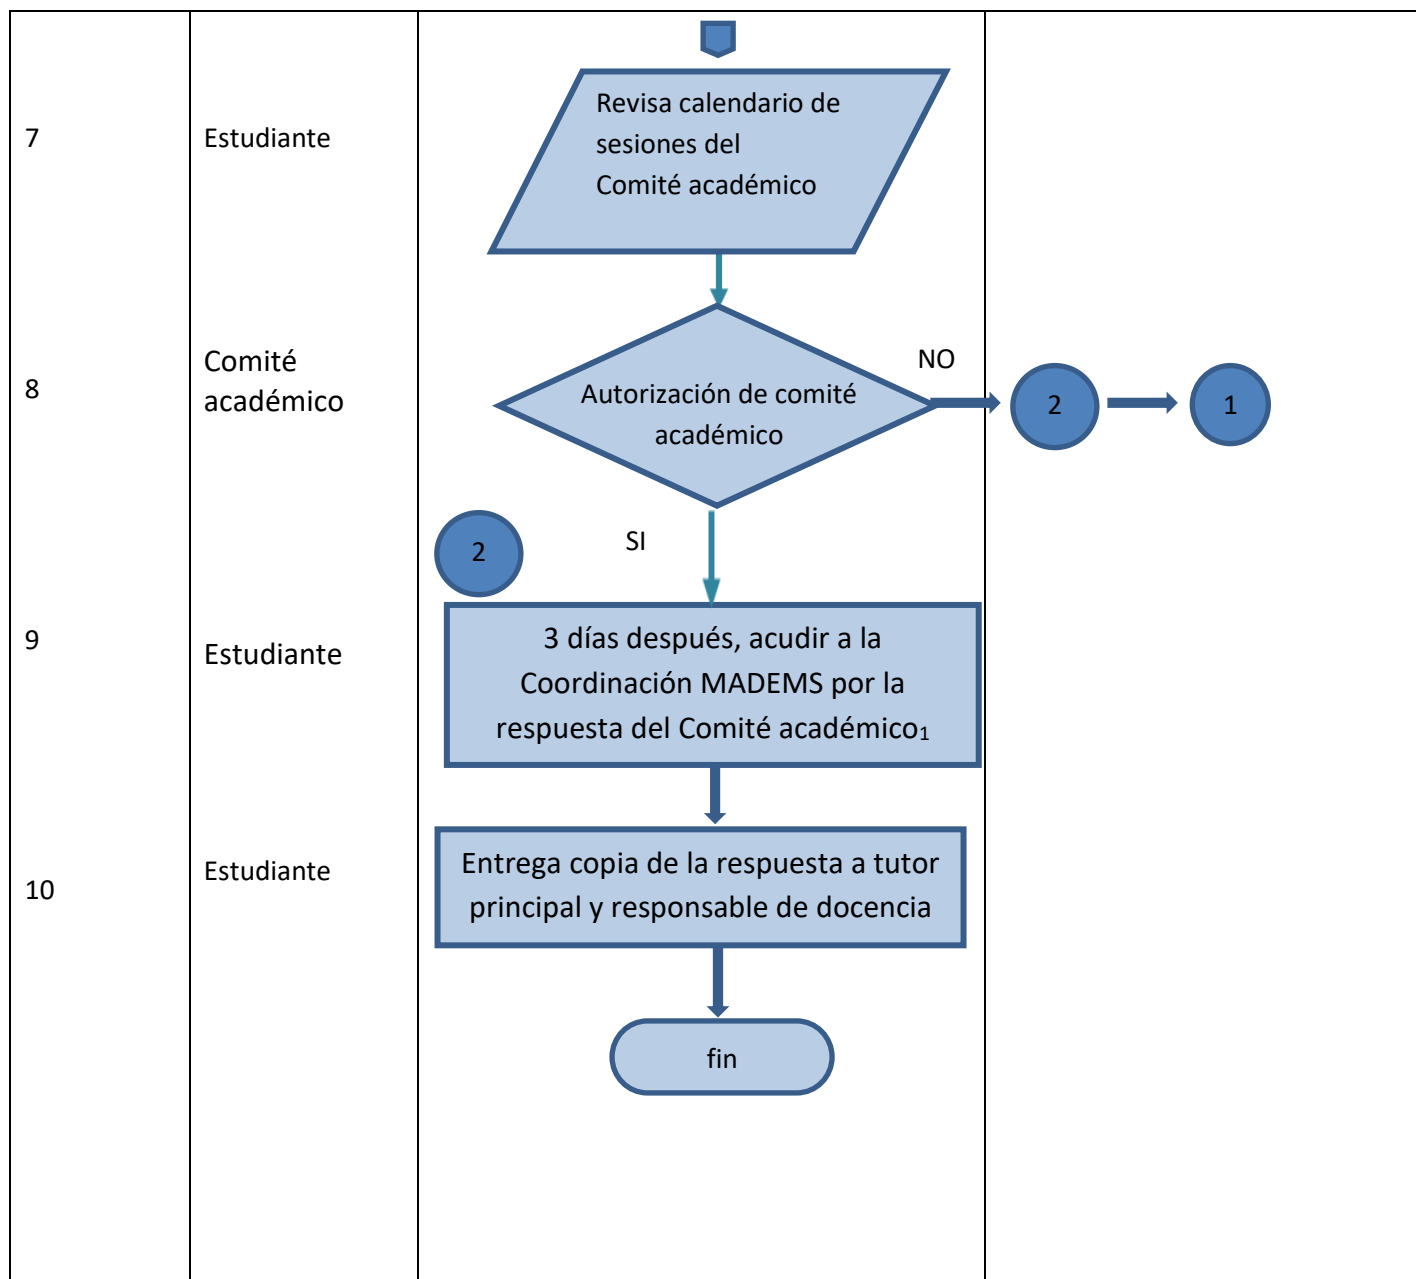 7
Estudiante
Revisa calendario de
sesiones del
Comité académico
8
Comité
académico
Autorización de comité
académico
NO
2
1
2
SI
9
Estudiante
3 días después, acudir a la
Coordinación MADEMS por la
respuesta del Comité académico1
10
Estudiante
Entrega copia de la respuesta a tutor
principal y responsable de docencia
fin